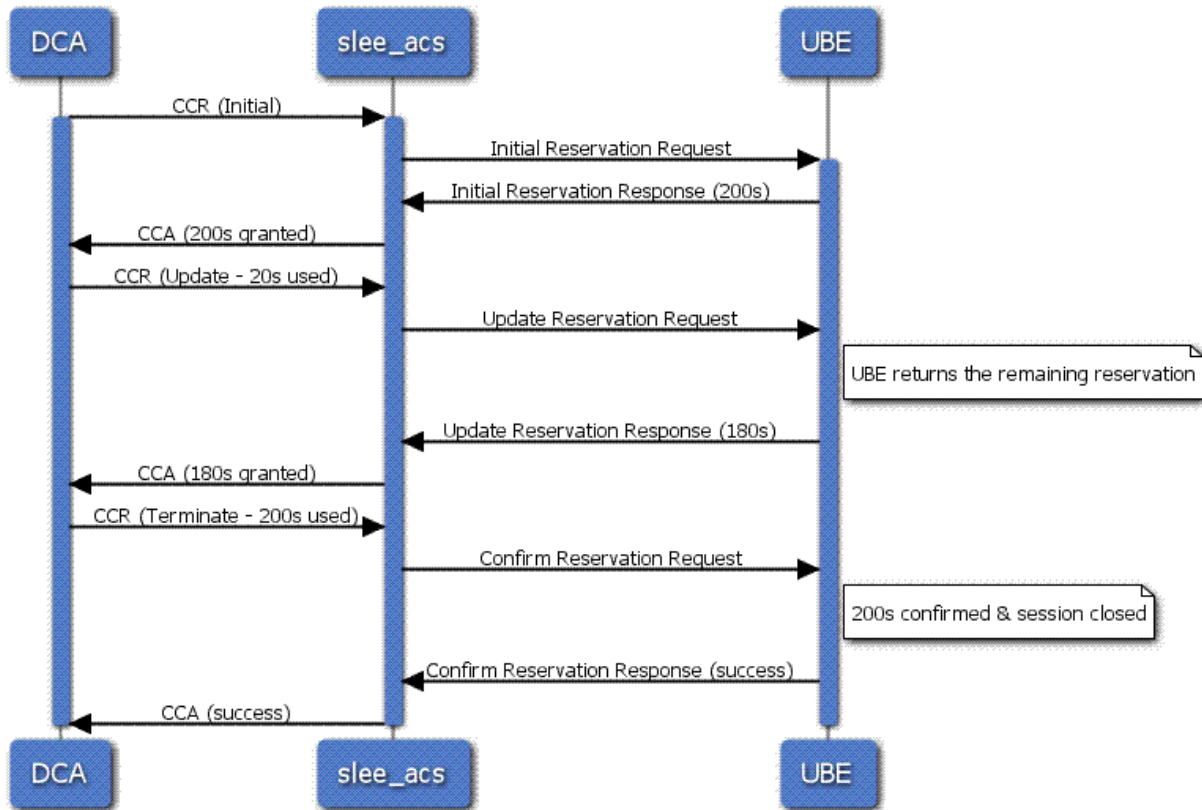 DCA
slee_acs
UBE
CCR (Initial)
Initial Reservation Request
Initial Reservation Response (200s)
CCA (200s granted)
CCR (Update - 20s used)
Update Reservation Request
UBE returns the remaining reservation
Update Reservation Response (180s)
CCA (180s granted)
CCR (Terminate - 200s used)
Confirm Reservation Request
200s confirmed & session closed
Confirm Reservation Response (success)
CCA (success)
DCA
slee_acs
UBE